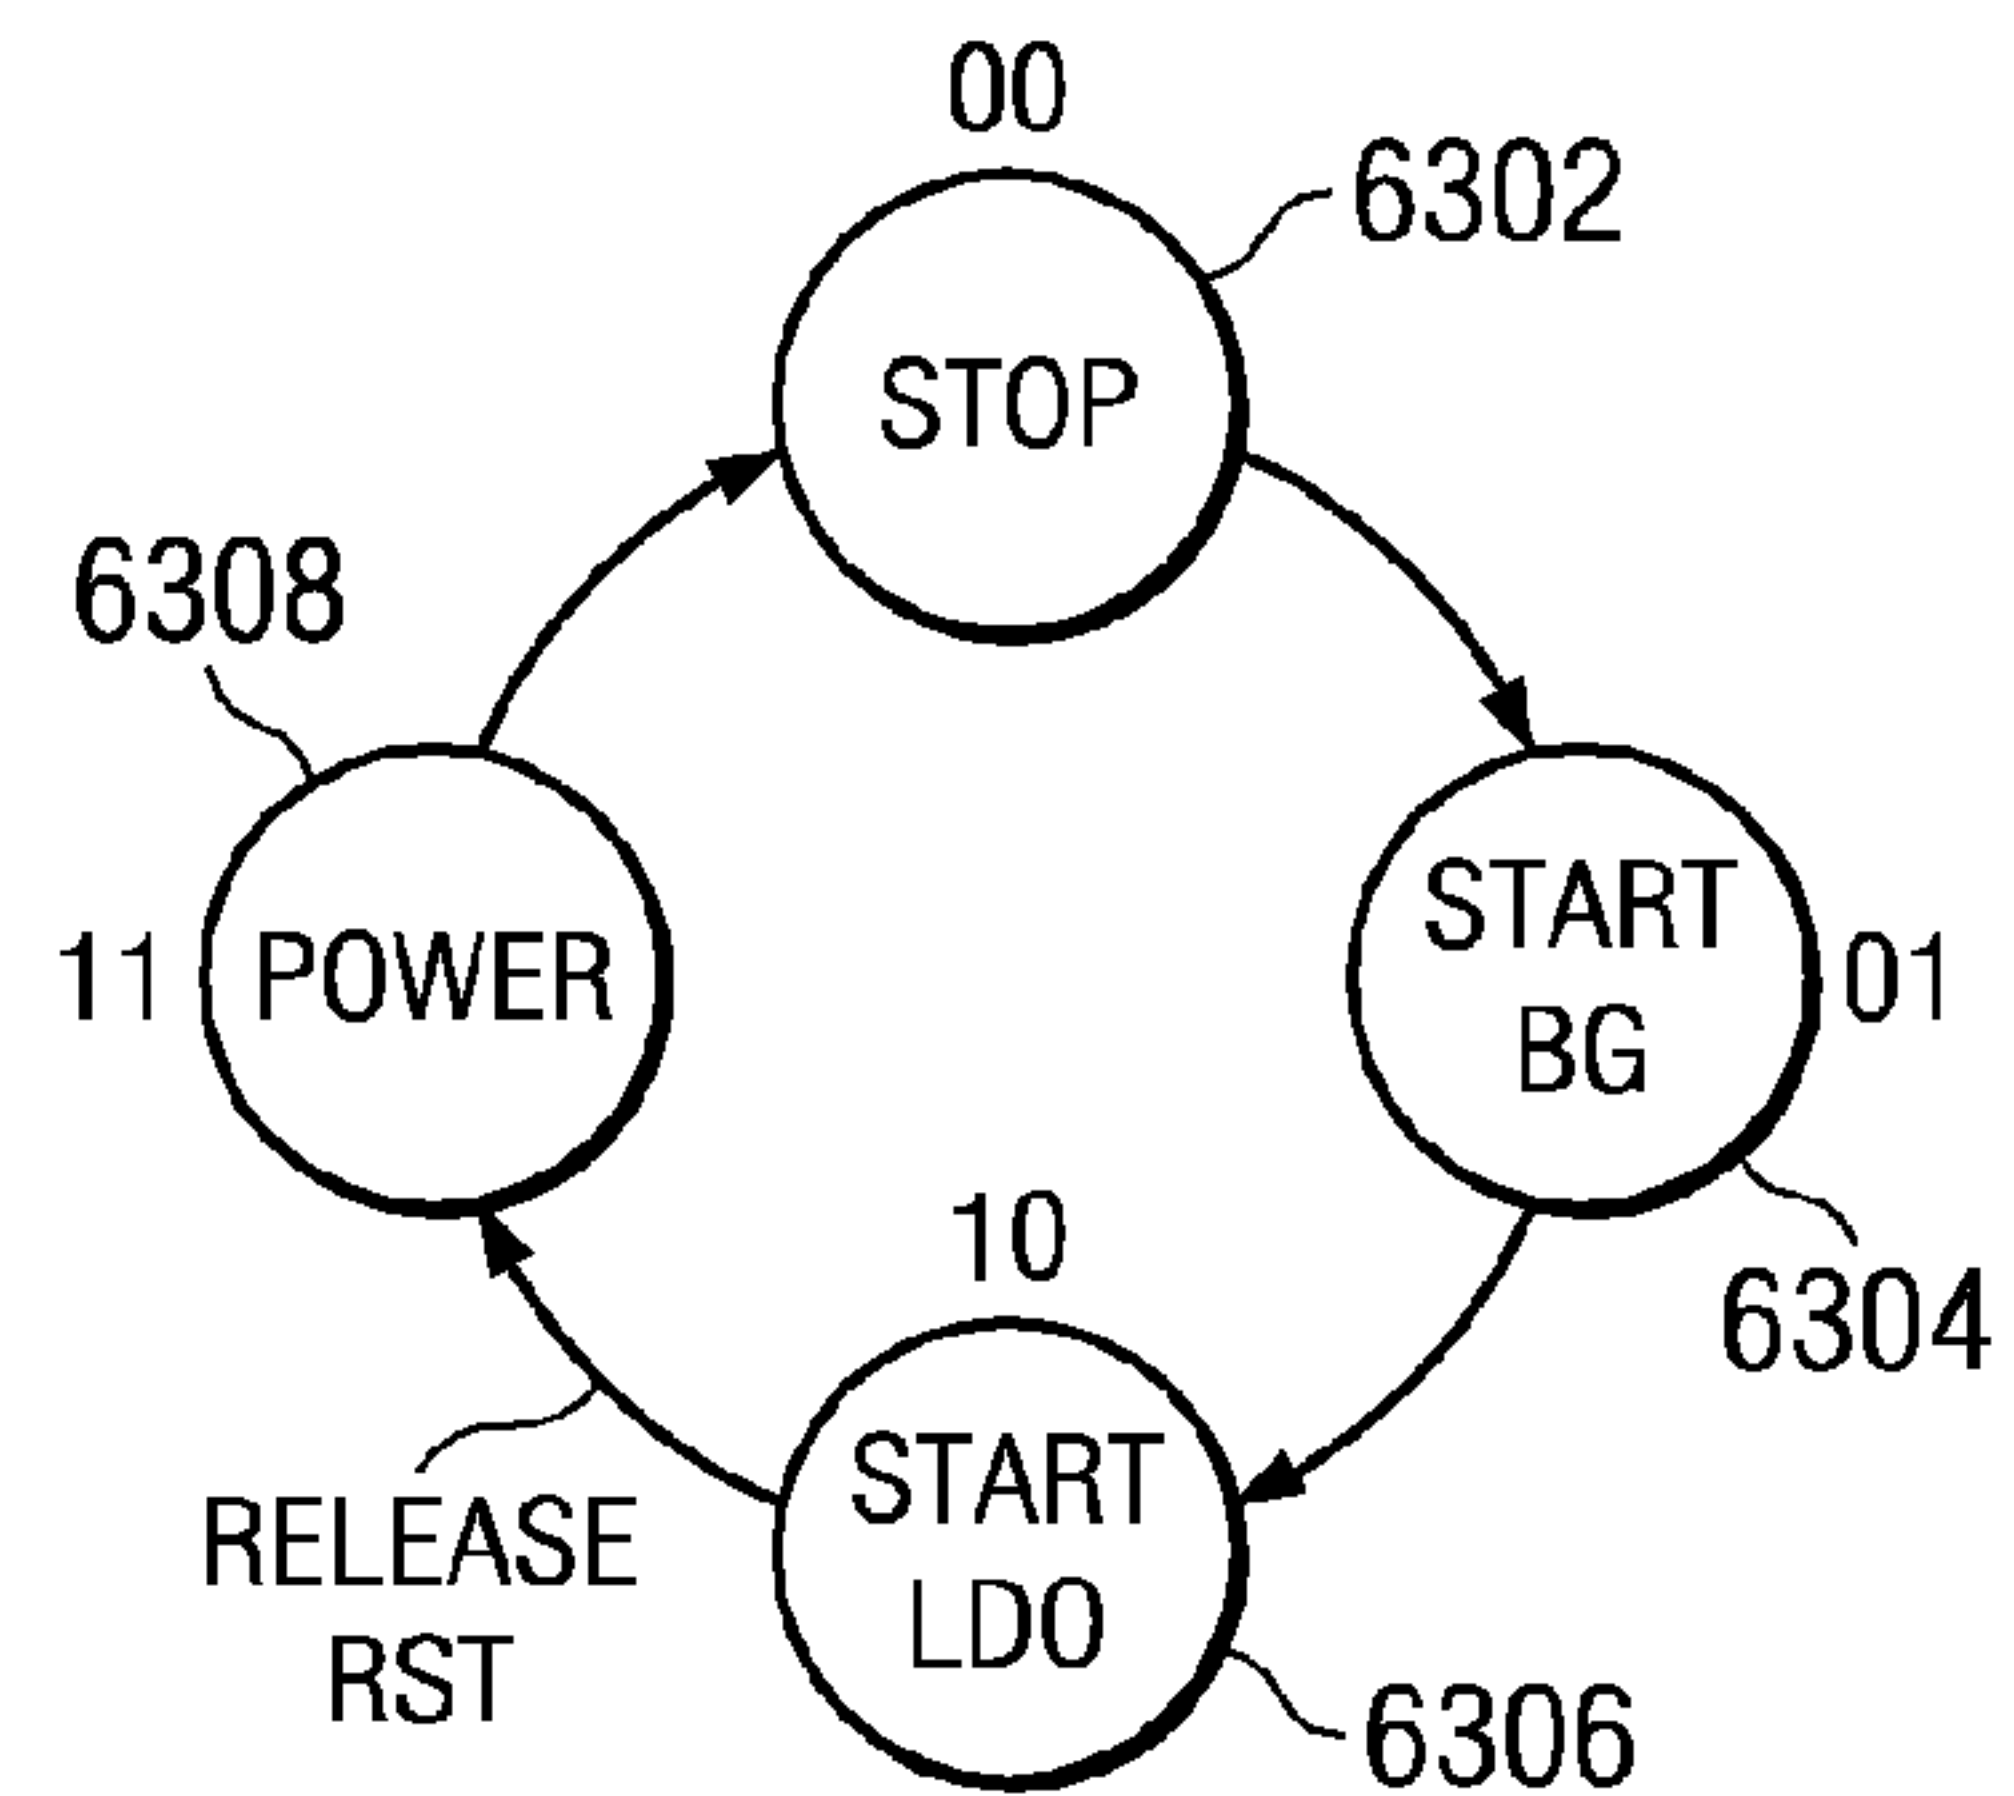 00
6302
STOP
6308
START
BG
01
11
POWER
10
6304
START
LDO
RELEASE
RST
6306